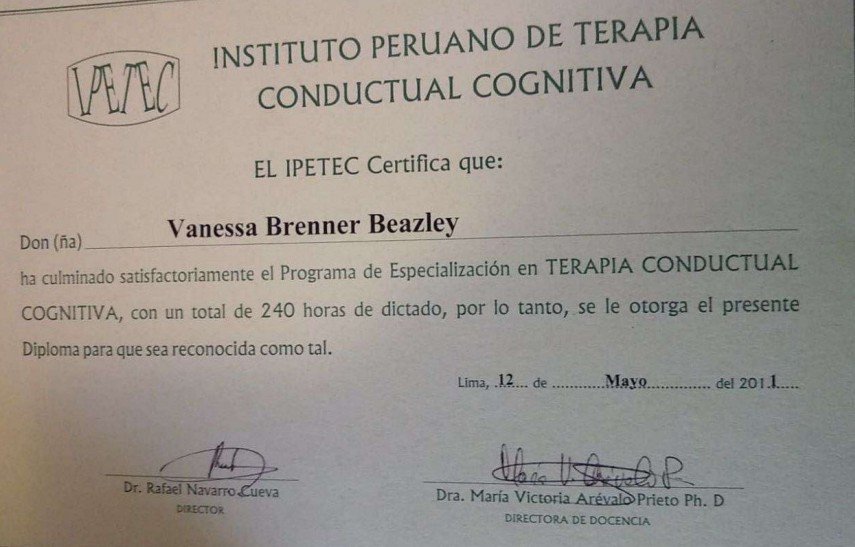 IPETEC
INSTITUTO PERUANO DE TERAPIA
CONDUCTUAL COGNITIVA
EL IPETEC Certifica que:
Don (ña) Vanessa Brenner Beazley
ha culminado satisfactoriamente el Programa de Especialización en TERAPIA CONDUCTUAL
COGNITIVA, con un total de 240 horas de dictado, por lo tanto, se le otorga el presente
Diploma para que sea reconocida como tal.
Lima, .12.... de ............Mayo............... del 2011.....
Dr. Rafael Navarro Cueva
DIRECTOR
Dra. María Victoria Arévalo Prieto Ph. D
DIRECTORA DE DOCENCIA